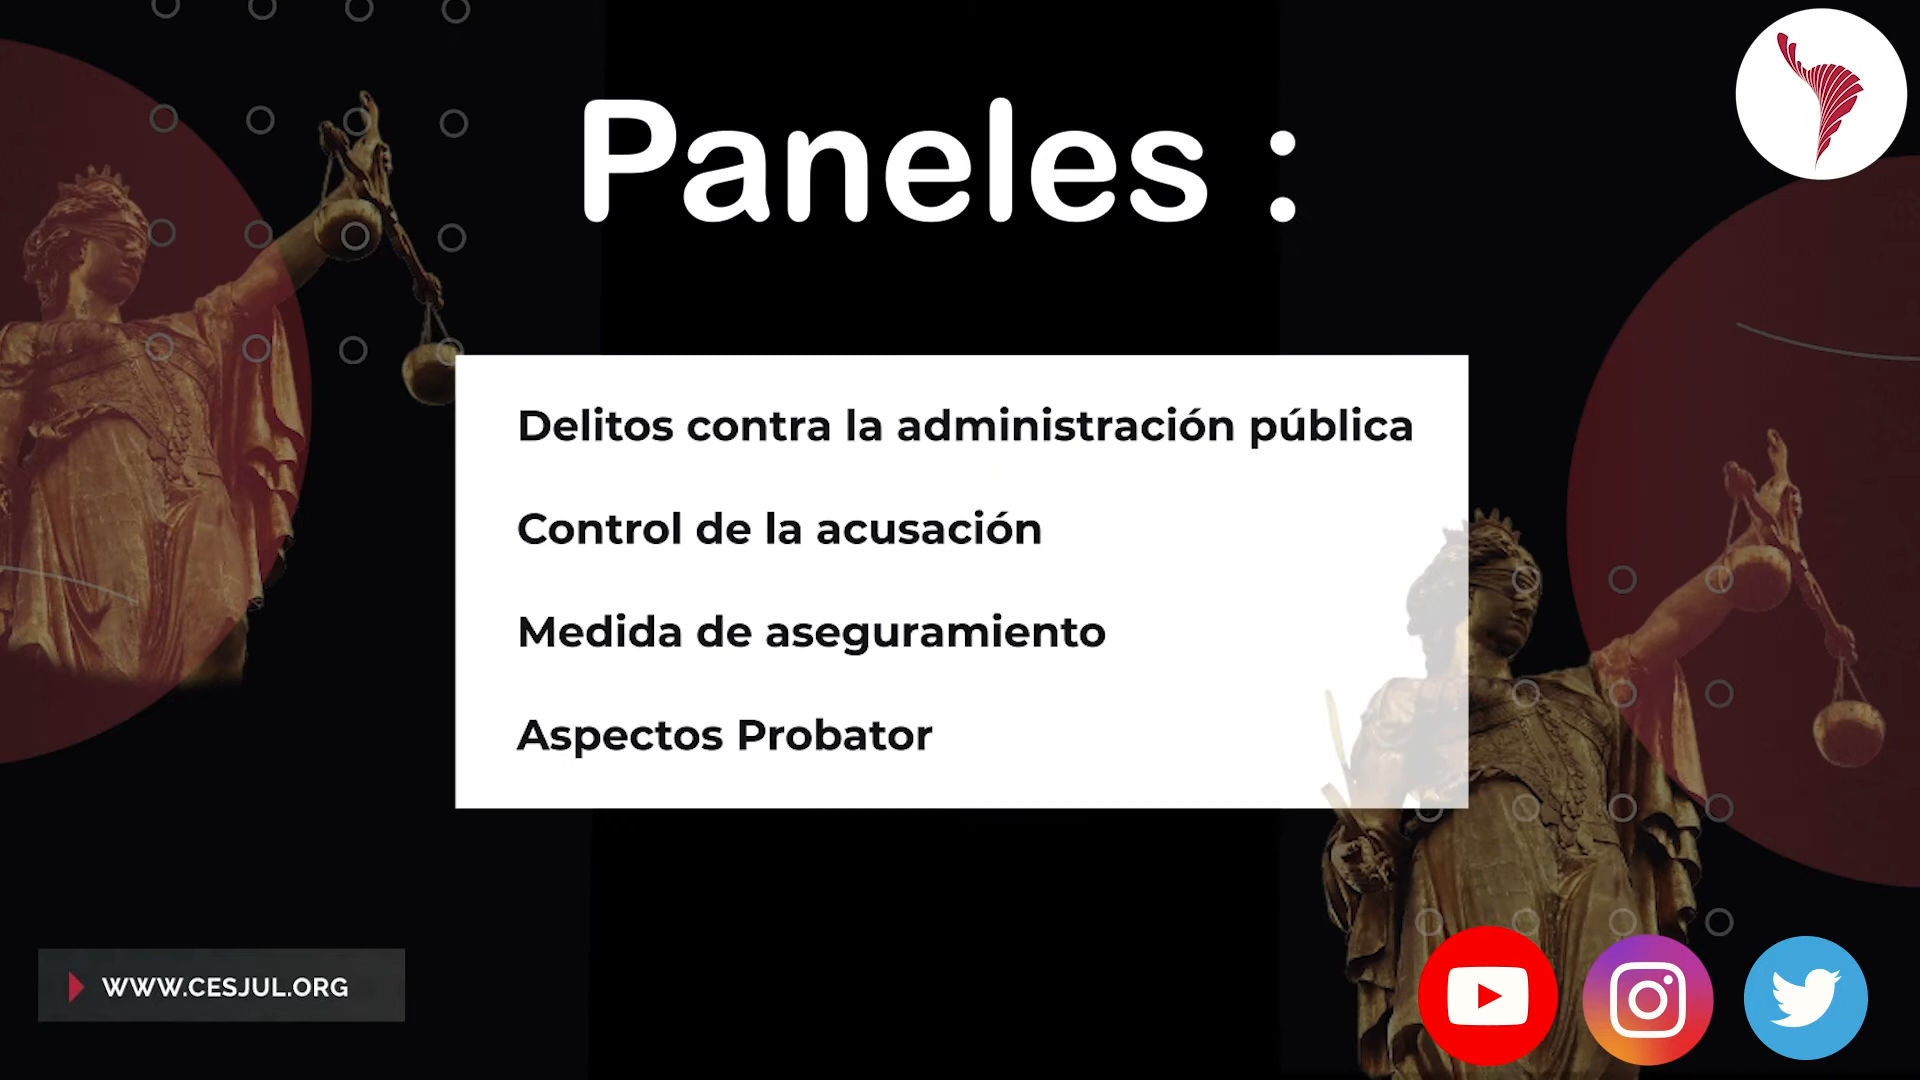 Paneles :
Delitos contra la administración pública
Control de la acusación
Medida de aseguramiento
Aspectos Probator
WWW.CESJUL.ORG